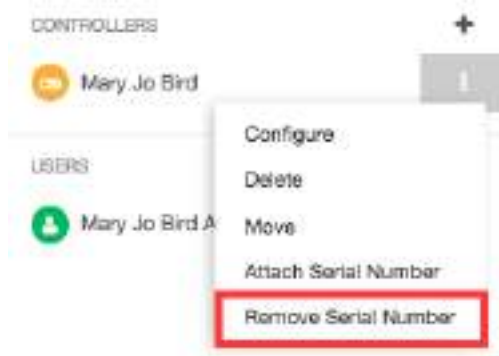 CONTROLLERS
Mary Jo Bird
Configure
USERS
Delete
Mary Jo Bird A
Move
Attach Serial Number
Remove Serial Number